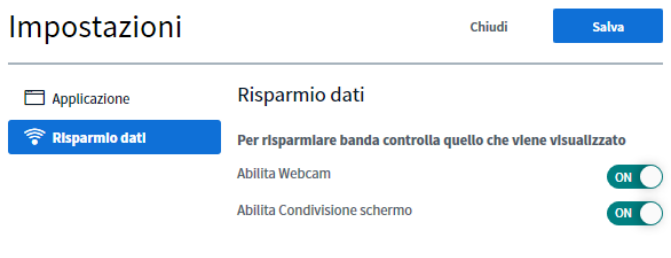 Impostazioni
Chiudi
Salva
Applicazione
Risparmio dati
Risparmio dati
Per risparmiare banda controlla quello che viene visualizzato
Abilita Webcam
ON
Abilita Condivisione schermo
ON